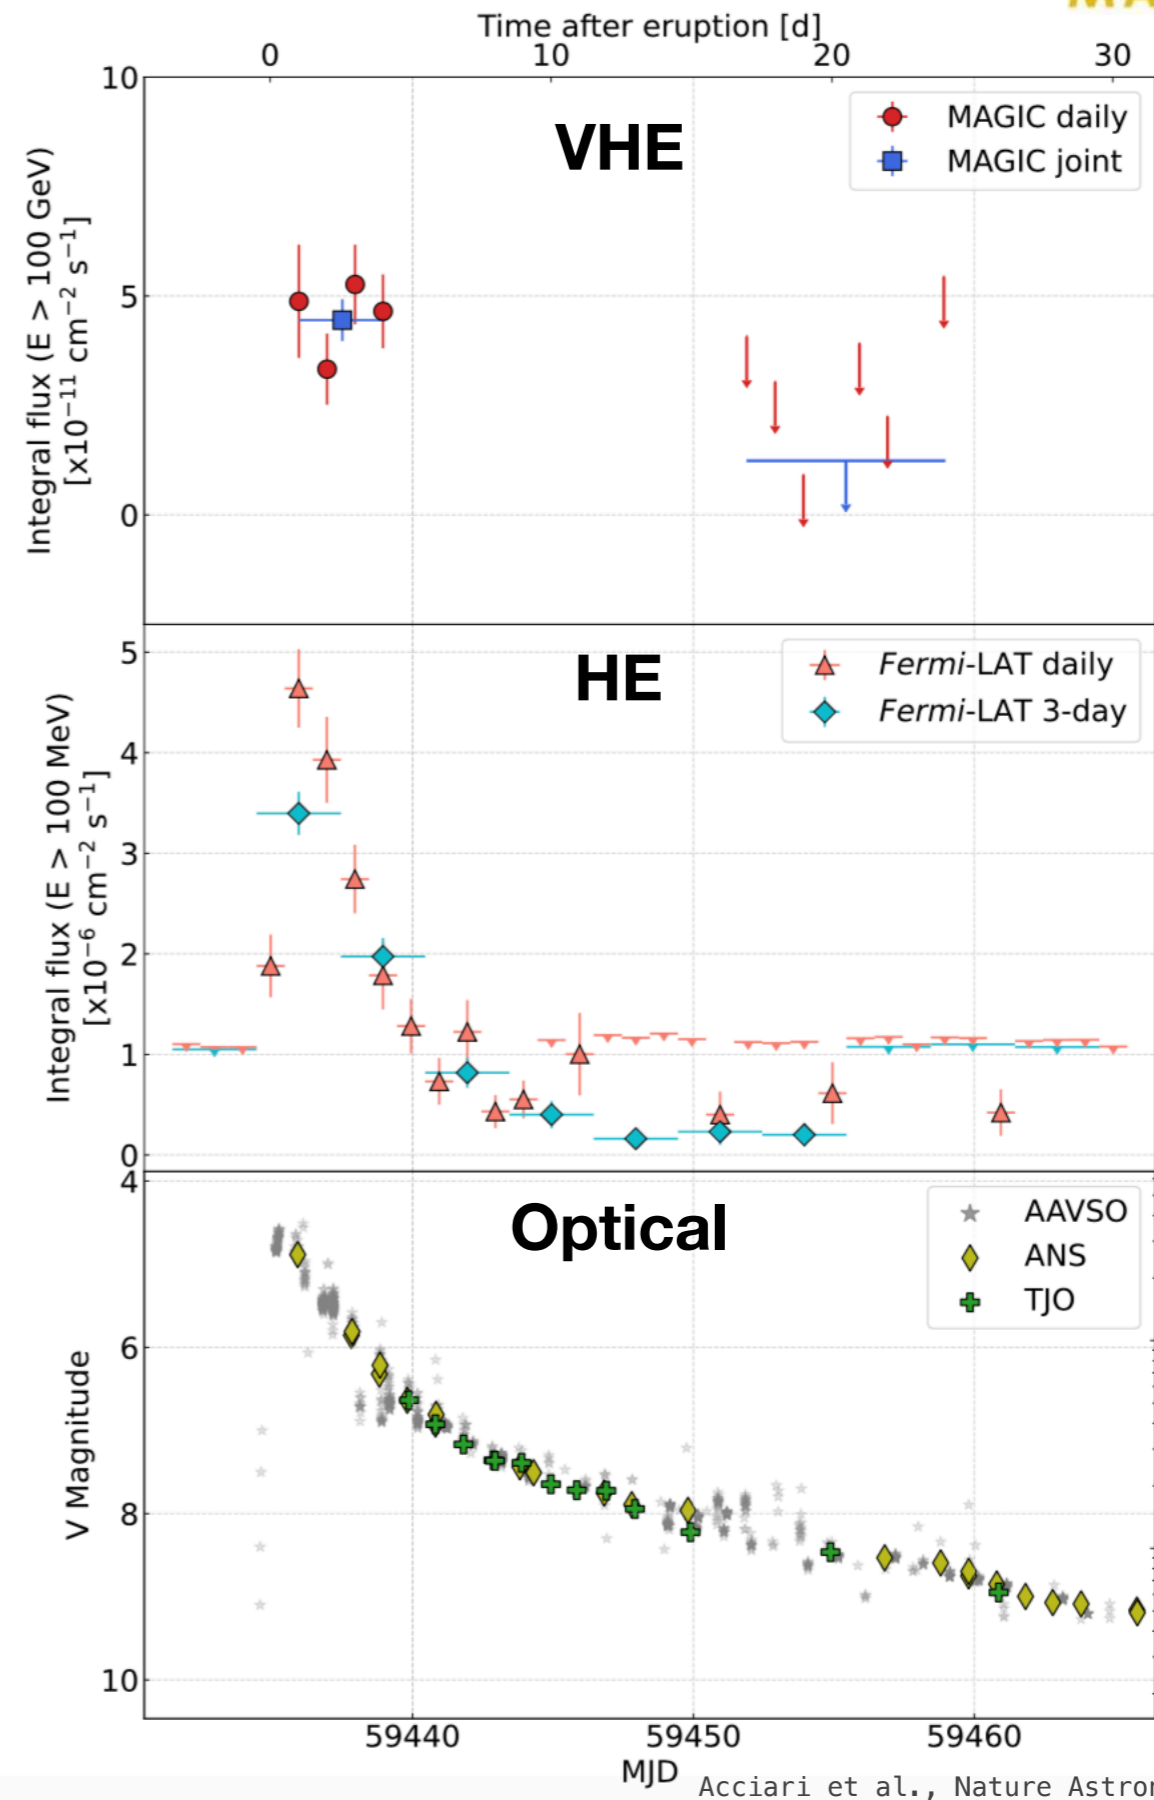 MA
Time after eruption [d]
0 10 20 30
10
5
0
Integral flux (E > 100 GeV)
[x10⁻¹¹ cm⁻² s⁻¹]
VHE
MAGIC daily
MAGIC joint
5
4
3
2
1
0
Integral flux (E > 100 MeV)
[x10⁻⁶ cm⁻² s⁻¹]
HE
Fermi-LAT daily
Fermi-LAT 3-day
4
6
8
10
V Magnitude
Optical
AAVSO
ANS
TJO
59440 59450 59460
MJD
Acciari et al., Nature Astron